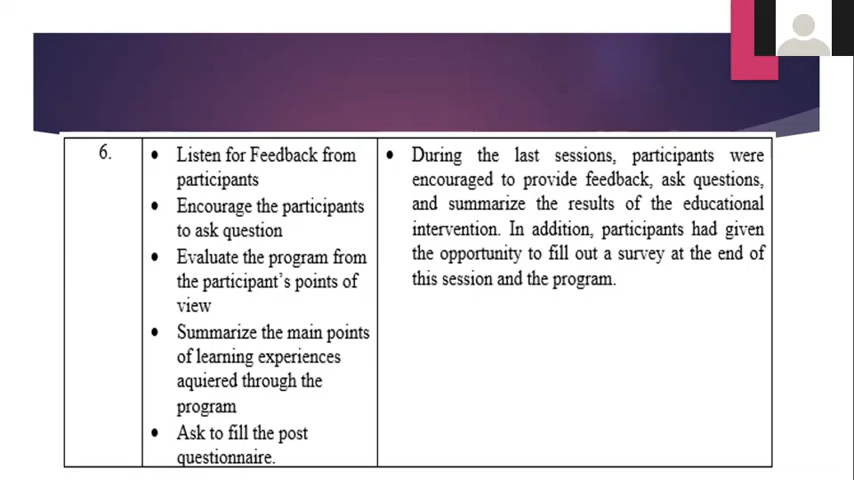 6.
• Listen for Feedback from
participants
• Encourage the participants
to ask question
• Evaluate the program from
the participant's points of
view
• Summarize the main points
of learning experiences
aquiered through the
program
• Ask to fill the post
questionnaire.
• During the last sessions, participants were
encouraged to provide feedback, ask questions,
and summarize the results of the educational
intervention. In addition, participants had given
the opportunity to fill out a survey at the end of
this session and the program.